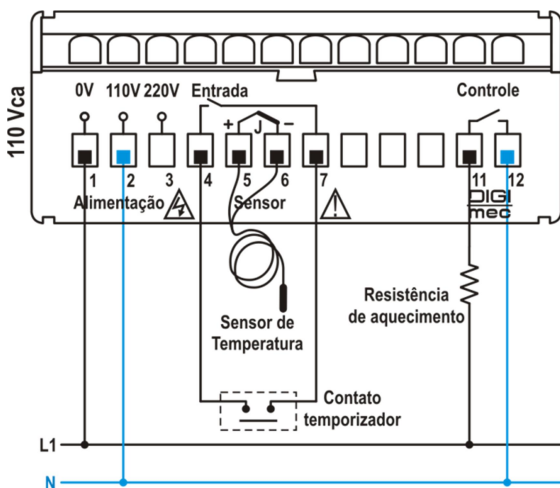 110 Vca
0V 110V 220V Entrada Controle
+ J -
1 2 3 4 5 6 7 11 12
Alimentação Sensor DIGI
mec
Resistência
de aquecimento
Sensor de
Temperatura
Contato
temporizador
L1
N